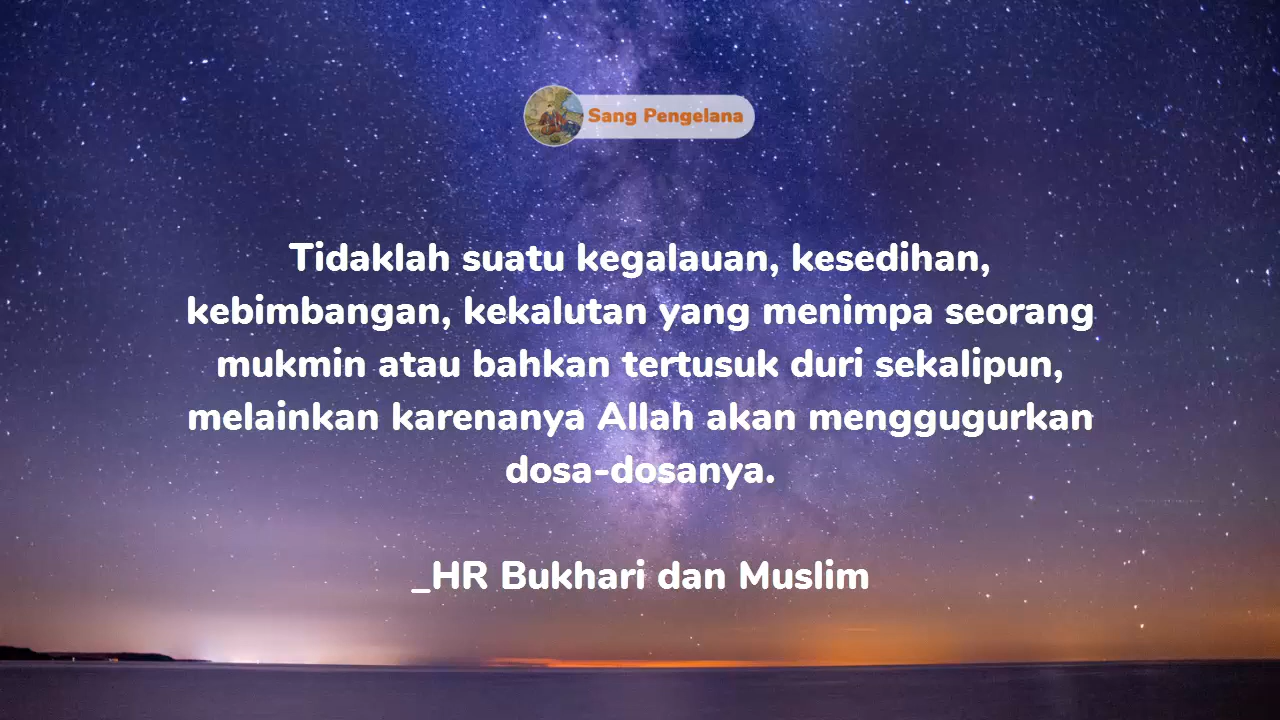 Sang Pengelana
Tidaklah suatu kegalauan, kesedihan,
kebimbangan, kekalutan yang menimpa seorang
mukmin atau bahkan tertusuk duri sekalipun,
melainkan karenanya Allah akan menggugurkan
dosa-dosanya.
_HR Bukhari dan Muslim